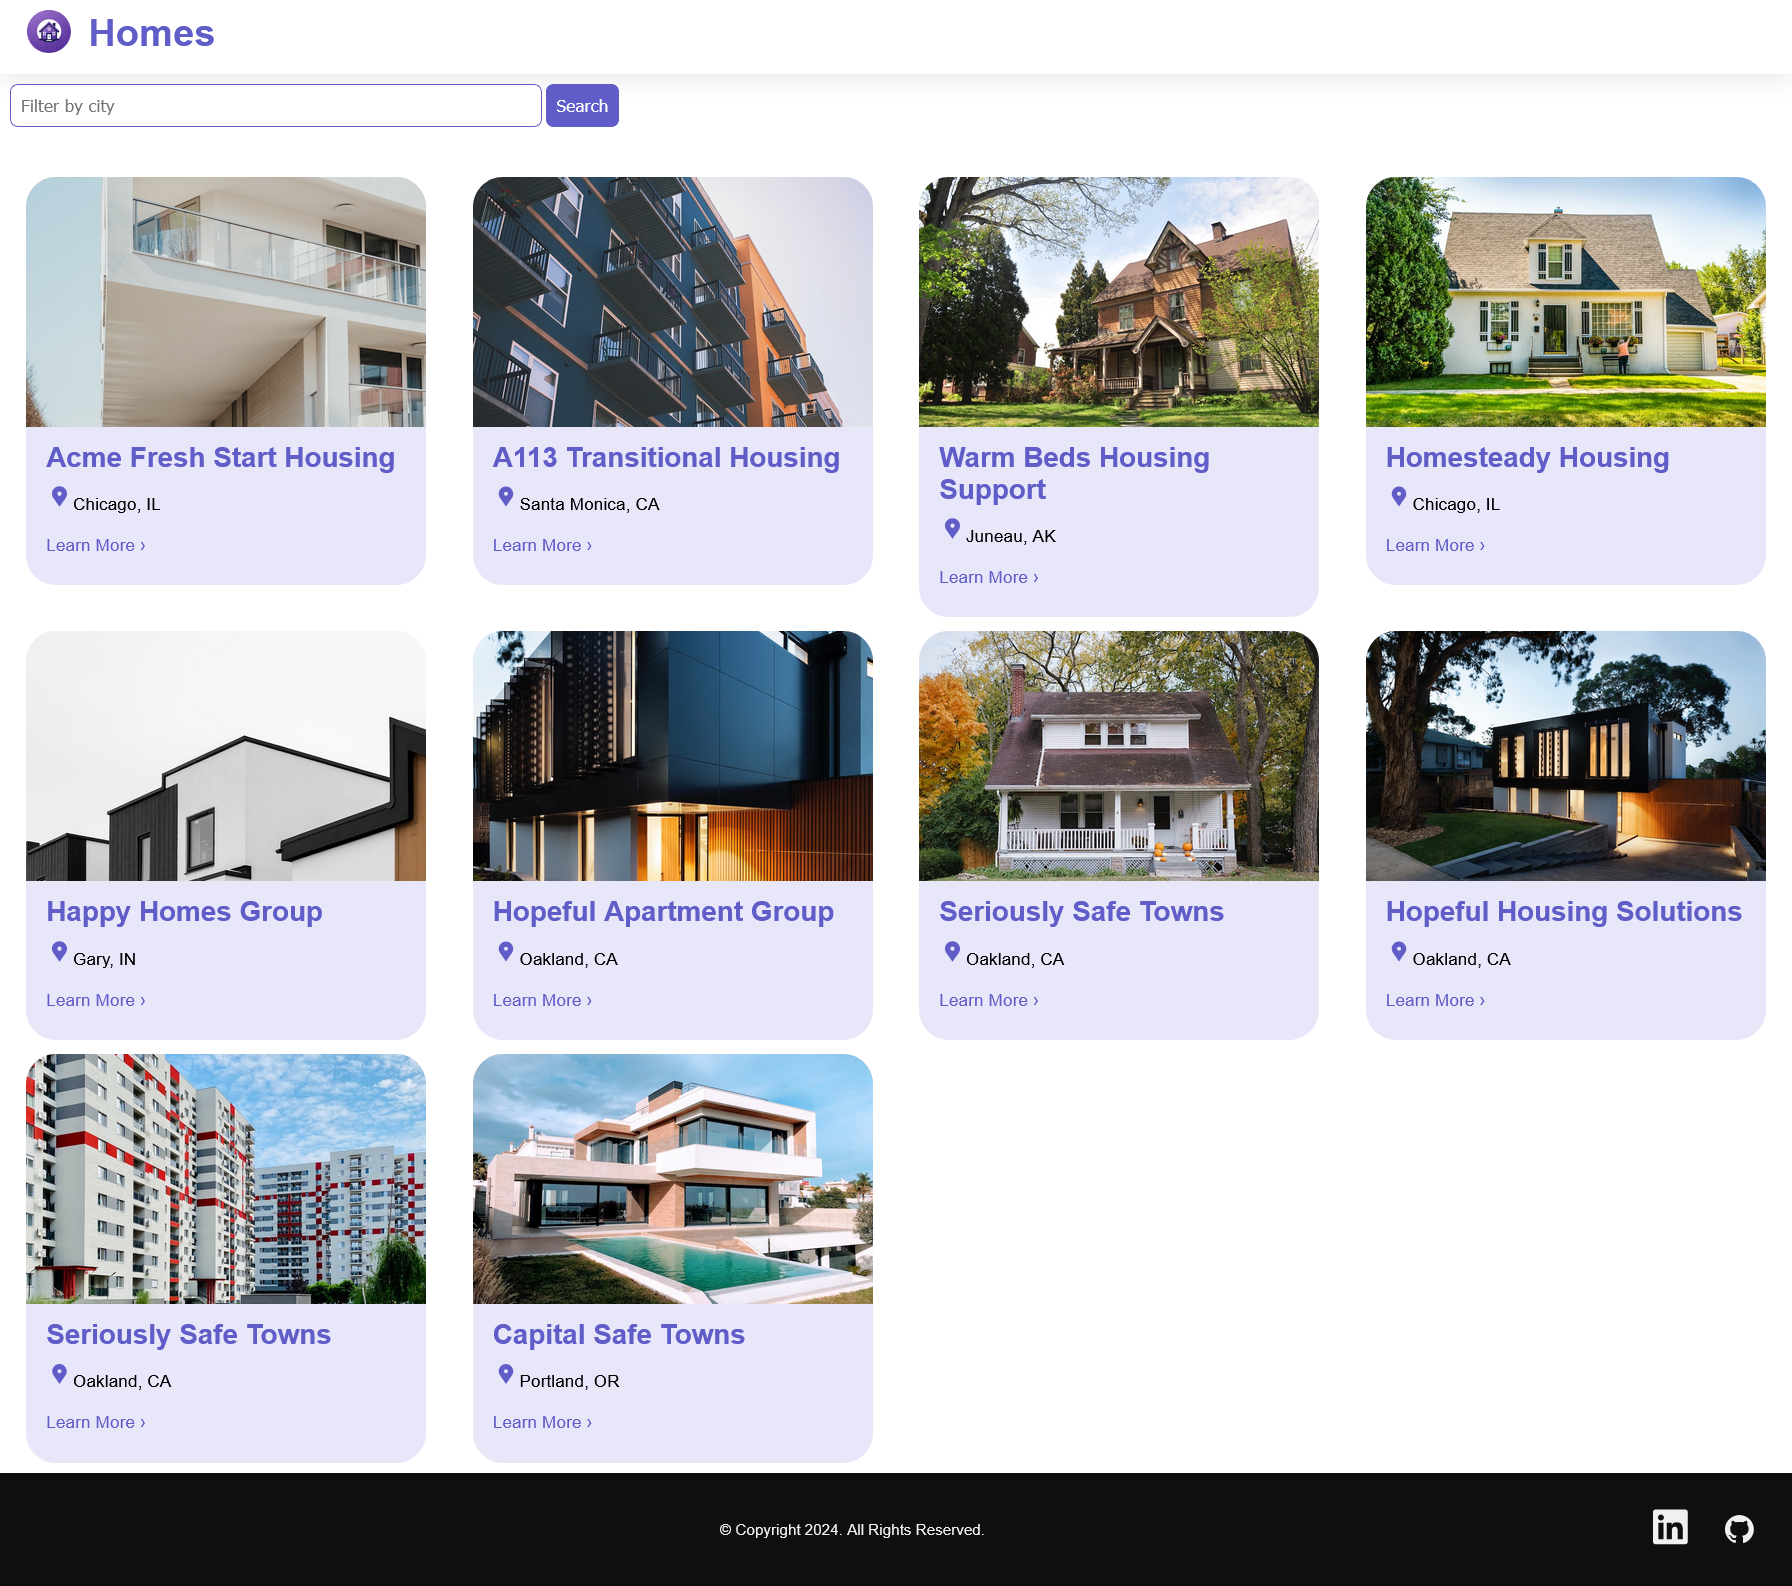 Homes
Filter by city
Search
Acme Fresh Start Housing
Chicago, IL
Learn More ›
A113 Transitional Housing
Santa Monica, CA
Learn More ›
Warm Beds Housing
Support
Juneau, AK
Learn More ›
Homesteady Housing
Chicago, IL
Learn More ›
Happy Homes Group
Gary, IN
Learn More ›
Hopeful Apartment Group
Oakland, CA
Learn More ›
Seriously Safe Towns
Oakland, CA
Learn More ›
Hopeful Housing Solutions
Oakland, CA
Learn More ›
Seriously Safe Towns
Oakland, CA
Learn More ›
Capital Safe Towns
Portland, OR
Learn More ›
© Copyright 2024. All Rights Reserved.
in